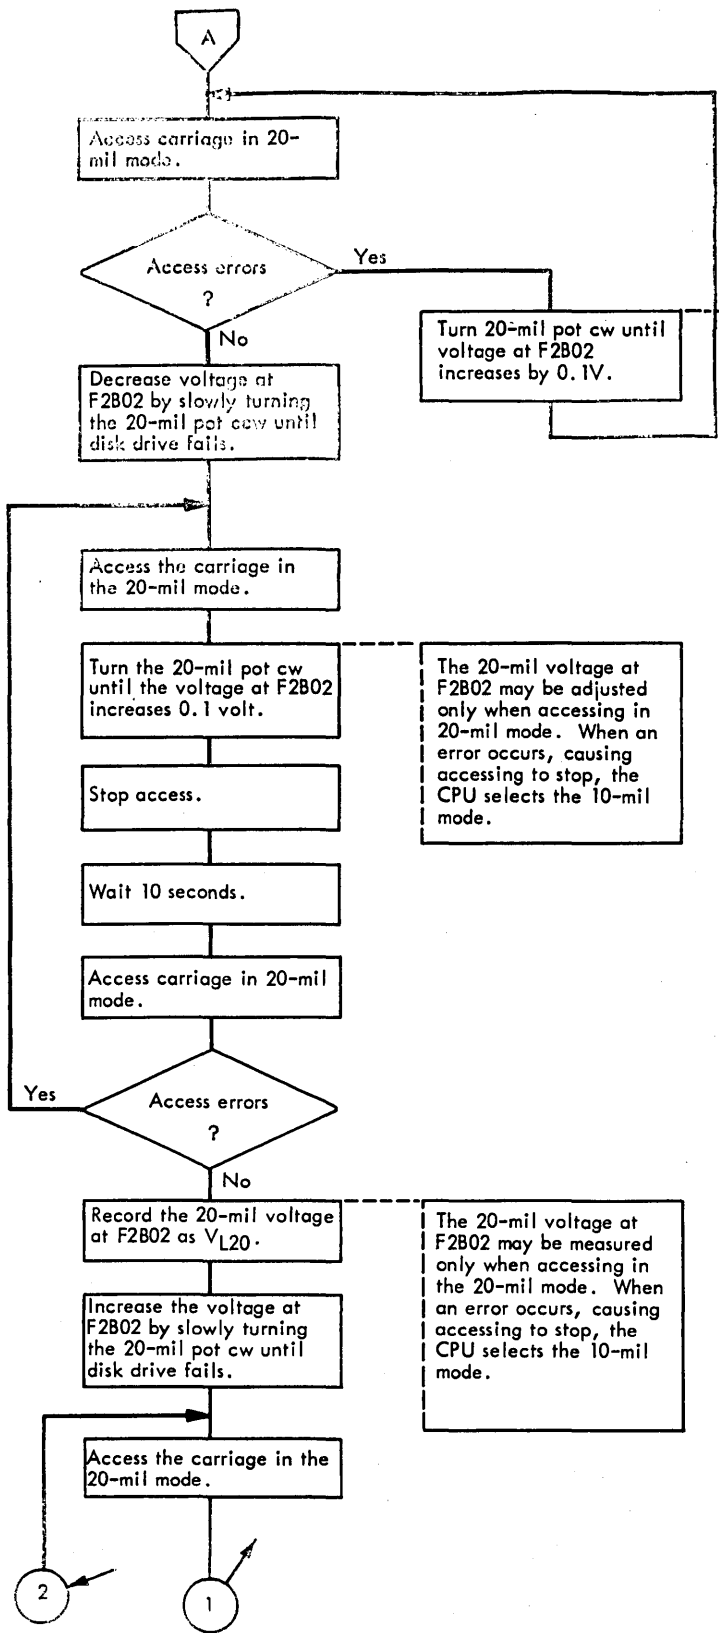 A
Access carriage in 20-
mil mode.
Access errors
?
Yes
No
Turn 20-mil pot cw until
voltage at F2B02
increases by 0.1V.
Decrease voltage at
F2B02 by slowly turning
the 20-mil pot ccw until
disk drive fails.
Access the carriage in
the 20-mil mode.
Turn the 20-mil pot cw
until the voltage at F2B02
increases 0.1 volt.
The 20-mil voltage at
F2B02 may be adjusted
only when accessing in
20-mil mode. When an
error occurs, causing
accessing to stop, the
CPU selects the 10-mil
mode.
Stop access.
Wait 10 seconds.
Access carriage in 20-mil
mode.
Yes
Access errors
?
No
Record the 20-mil voltage
at F2B02 as VL20.
The 20-mil voltage at
F2B02 may be measured
only when accessing in
the 20-mil mode. When
an error occurs, causing
accessing to stop, the
CPU selects the 10-mil
mode.
Increase the voltage at
F2B02 by slowly turning
the 20-mil pot cw until
disk drive fails.
Access the carriage in the
20-mil mode.
2
1